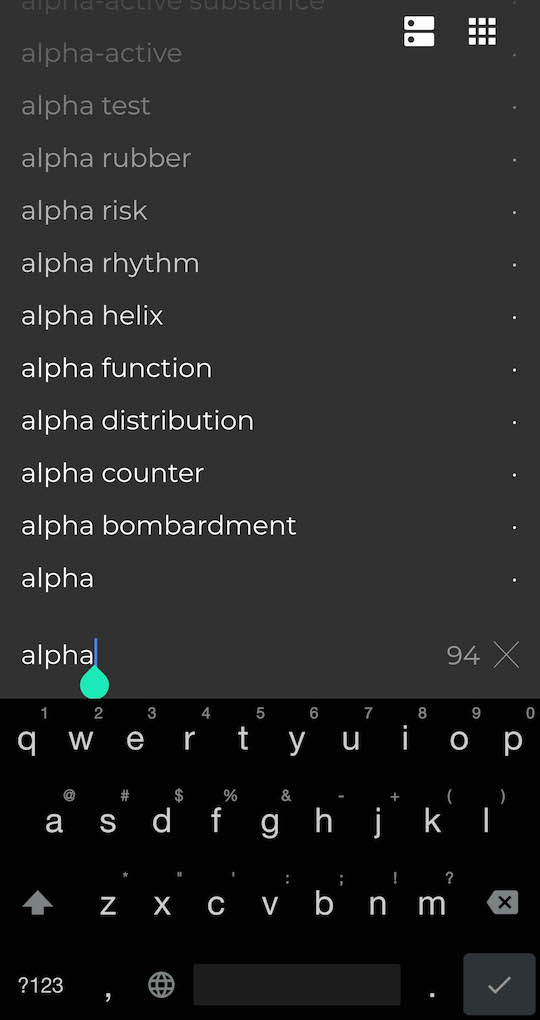 alpha-active substance
alpha-active
alpha test
alpha rubber
alpha risk
alpha rhythm
alpha helix
alpha function
alpha distribution
alpha counter
alpha bombardment
alpha
alpha 94
1 2 3 4 5 6 7 8 9 0
q w e r t y u i o p
@ # $ % & - + ( )
a s d f g h j k l
* " ' : ; ! ?
z x c v b n m
?123 , .